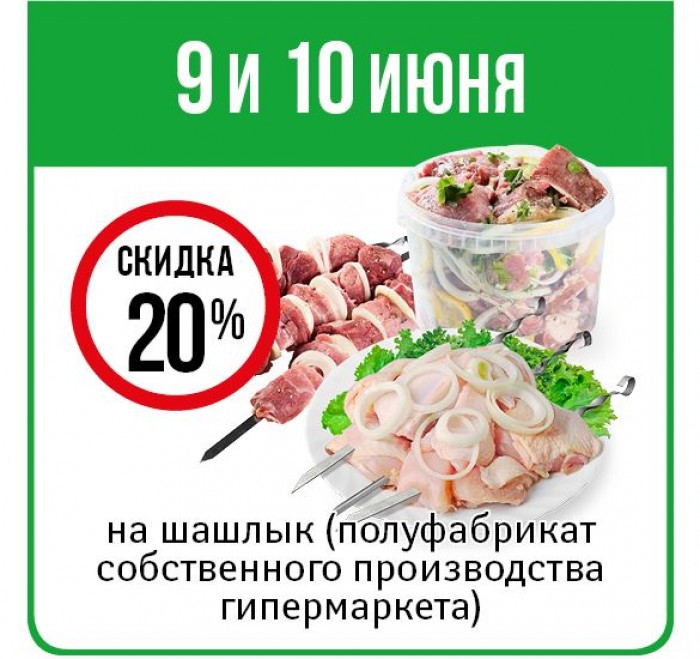 9 и 10 июня
скидка
20%
на шашлык (полуфабрикат
собственного производства
гипермаркета)